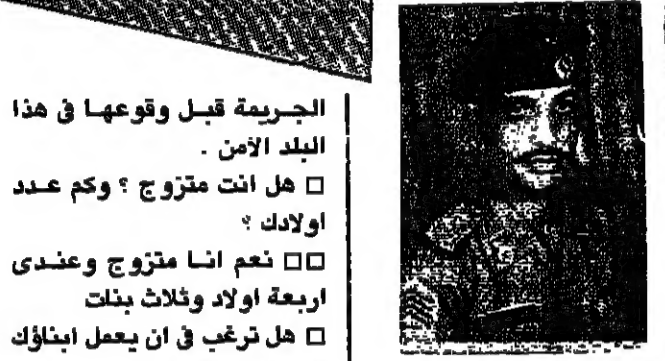 الجريمة قبل وقوعها في هذا
البلد الأمن .
□ هل انت متزوج ؟ وكم عدد
اولادك ؟
□□ نعم انا متزوج وعندى
اربعة اولاد وثلاث بنات
□ هل ترغب في ان يعمل ابناؤك